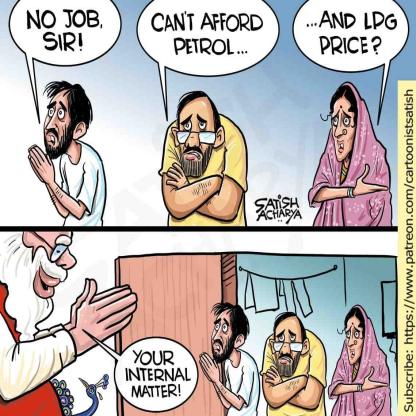 NO JOB,
SIR!
CAN'T AFFORD
PETROL...
...AND LPG
PRICE?
SATISH
ACHARYA
YOUR
INTERNAL
MATTER!
Subscribe: https://www.patreon.com/cartoonistsatish